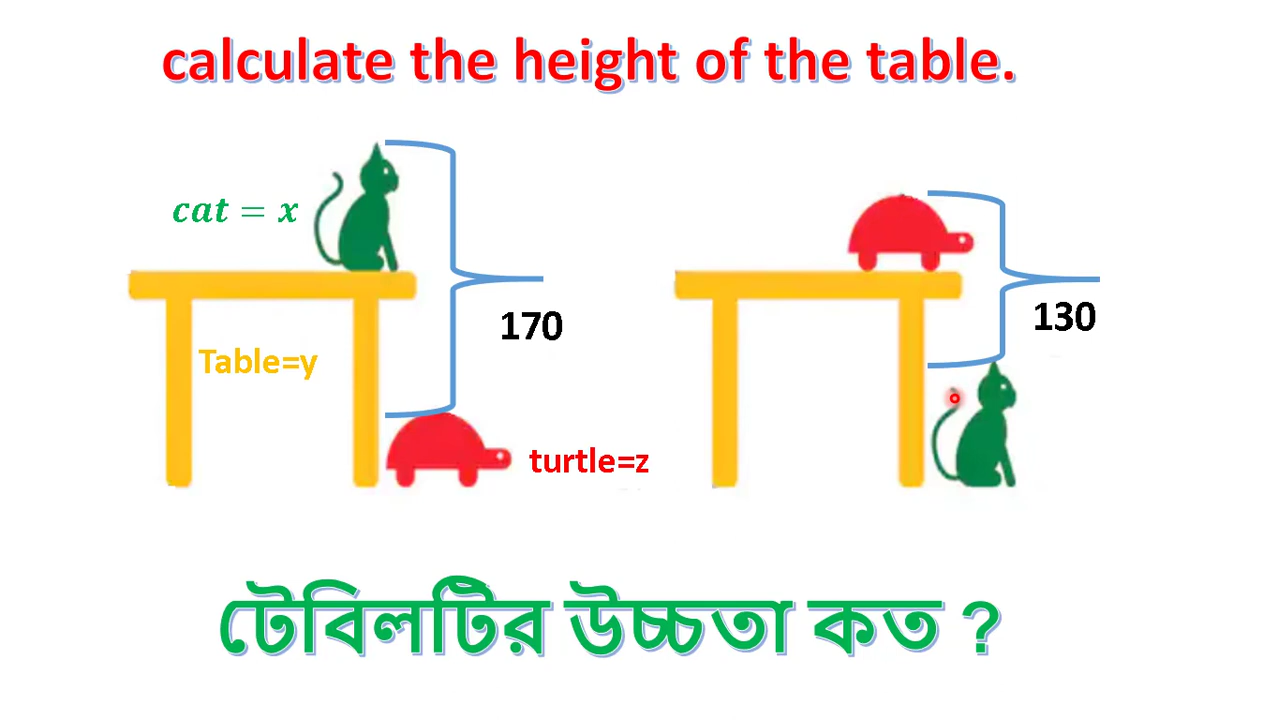 calculate the height of the table.
cat = x
170
130
Table=y
turtle=z
টেবিলটির উচ্চতা কত ?